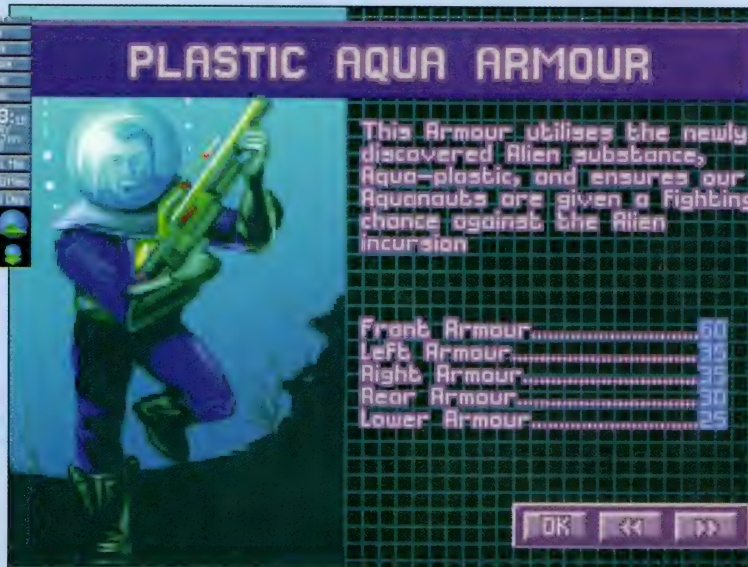 PLASTIC AQUA ARMOUR
This Armour utilises the newly
discovered Alien substance,
Aqua-plastic, and ensures our
Aquanauts are given a fighting
chance against the Alien
incursion
Front Armour 60
Left Armour 35
Right Armour 35
Rear Armour 30
Lower Armour 25
OK << >>